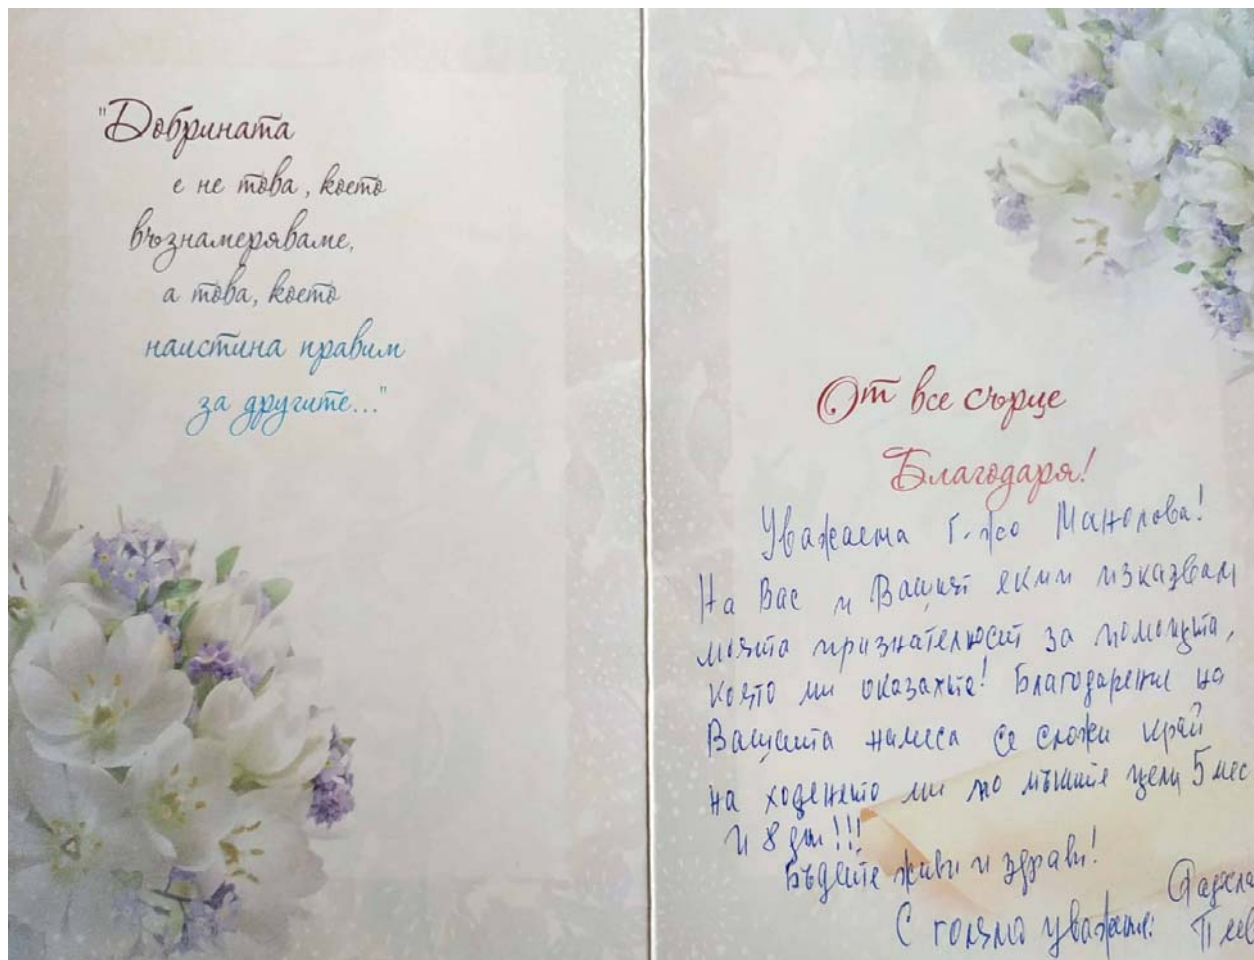 "Добрината
е не това, което
възнамеряваме,
а това, което
наистина правим
за другите..."
От все сърце
Благодаря!
Уважаема Г-жо Манолова!
На Вас и Вашият екип изказвам
моята признателност за помощта,
която ми оказахте! Благодарение на
Вашата намеса се сложи край
на ходенето ми по мъките цели 5 мес
и 8 дни!!!
Бъдете живи и здрави!
С голямо уважение: